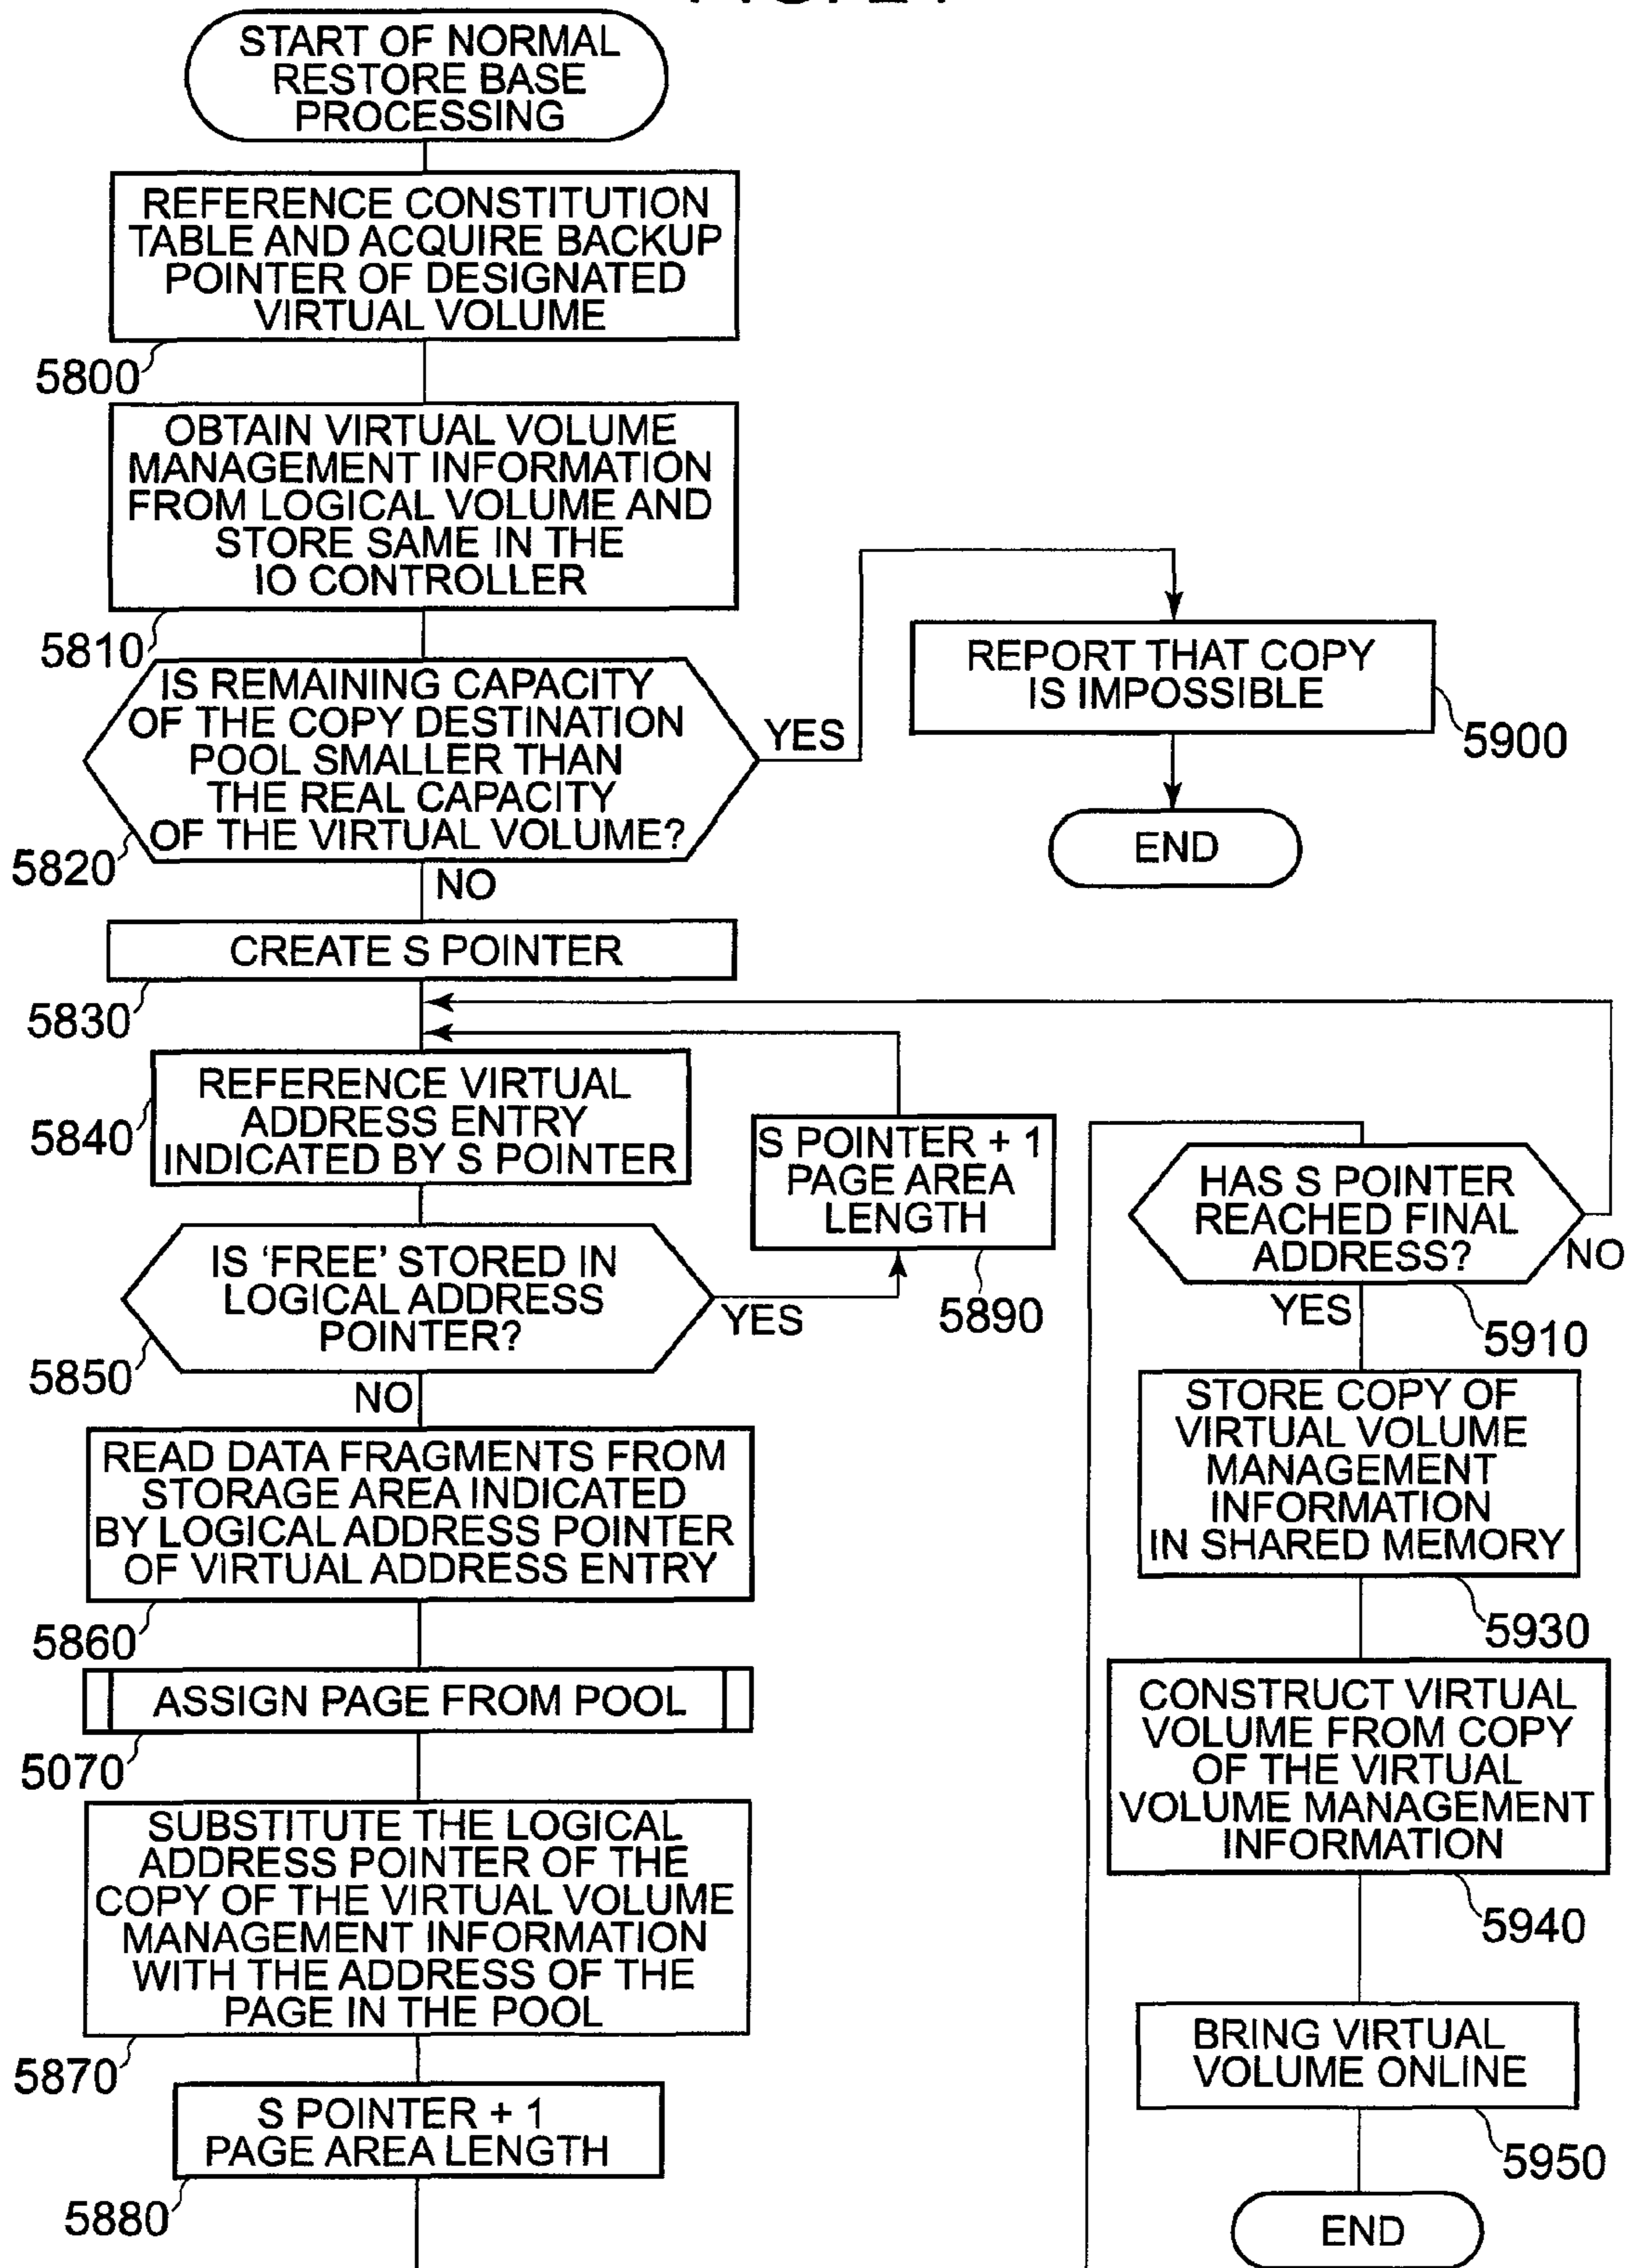 START OF NORMAL
RESTORE BASE
PROCESSING
REFERENCE CONSTITUTION
TABLE AND ACQUIRE BACKUP
POINTER OF DESIGNATED
VIRTUAL VOLUME
5800
OBTAIN VIRTUAL VOLUME
MANAGEMENT INFORMATION
FROM LOGICAL VOLUME AND
STORE SAME IN THE
IO CONTROLLER
5810
IS REMAINING CAPACITY
OF THE COPY DESTINATION
POOL SMALLER THAN
THE REAL CAPACITY
OF THE VIRTUAL VOLUME?
5820
YES
NO
REPORT THAT COPY
IS IMPOSSIBLE
5900
END
CREATE S POINTER
5830
REFERENCE VIRTUAL
ADDRESS ENTRY
INDICATED BY S POINTER
5840
IS 'FREE' STORED IN
LOGICAL ADDRESS
POINTER?
5850
YES
NO
S POINTER + 1
PAGE AREA
LENGTH
5890
READ DATA FRAGMENTS FROM
STORAGE AREA INDICATED
BY LOGICAL ADDRESS POINTER
OF VIRTUAL ADDRESS ENTRY
5860
ASSIGN PAGE FROM POOL
5070
SUBSTITUTE THE LOGICAL
ADDRESS POINTER OF THE
COPY OF THE VIRTUAL VOLUME
MANAGEMENT INFORMATION
WITH THE ADDRESS OF THE
PAGE IN THE POOL
5870
S POINTER + 1
PAGE AREA LENGTH
5880
HAS S POINTER
REACHED FINAL
ADDRESS?
NO
YES
5910
STORE COPY OF
VIRTUAL VOLUME
MANAGEMENT
INFORMATION
IN SHARED MEMORY
5930
CONSTRUCT VIRTUAL
VOLUME FROM COPY
OF THE VIRTUAL
VOLUME MANAGEMENT
INFORMATION
5940
BRING VIRTUAL
VOLUME ONLINE
5950
END